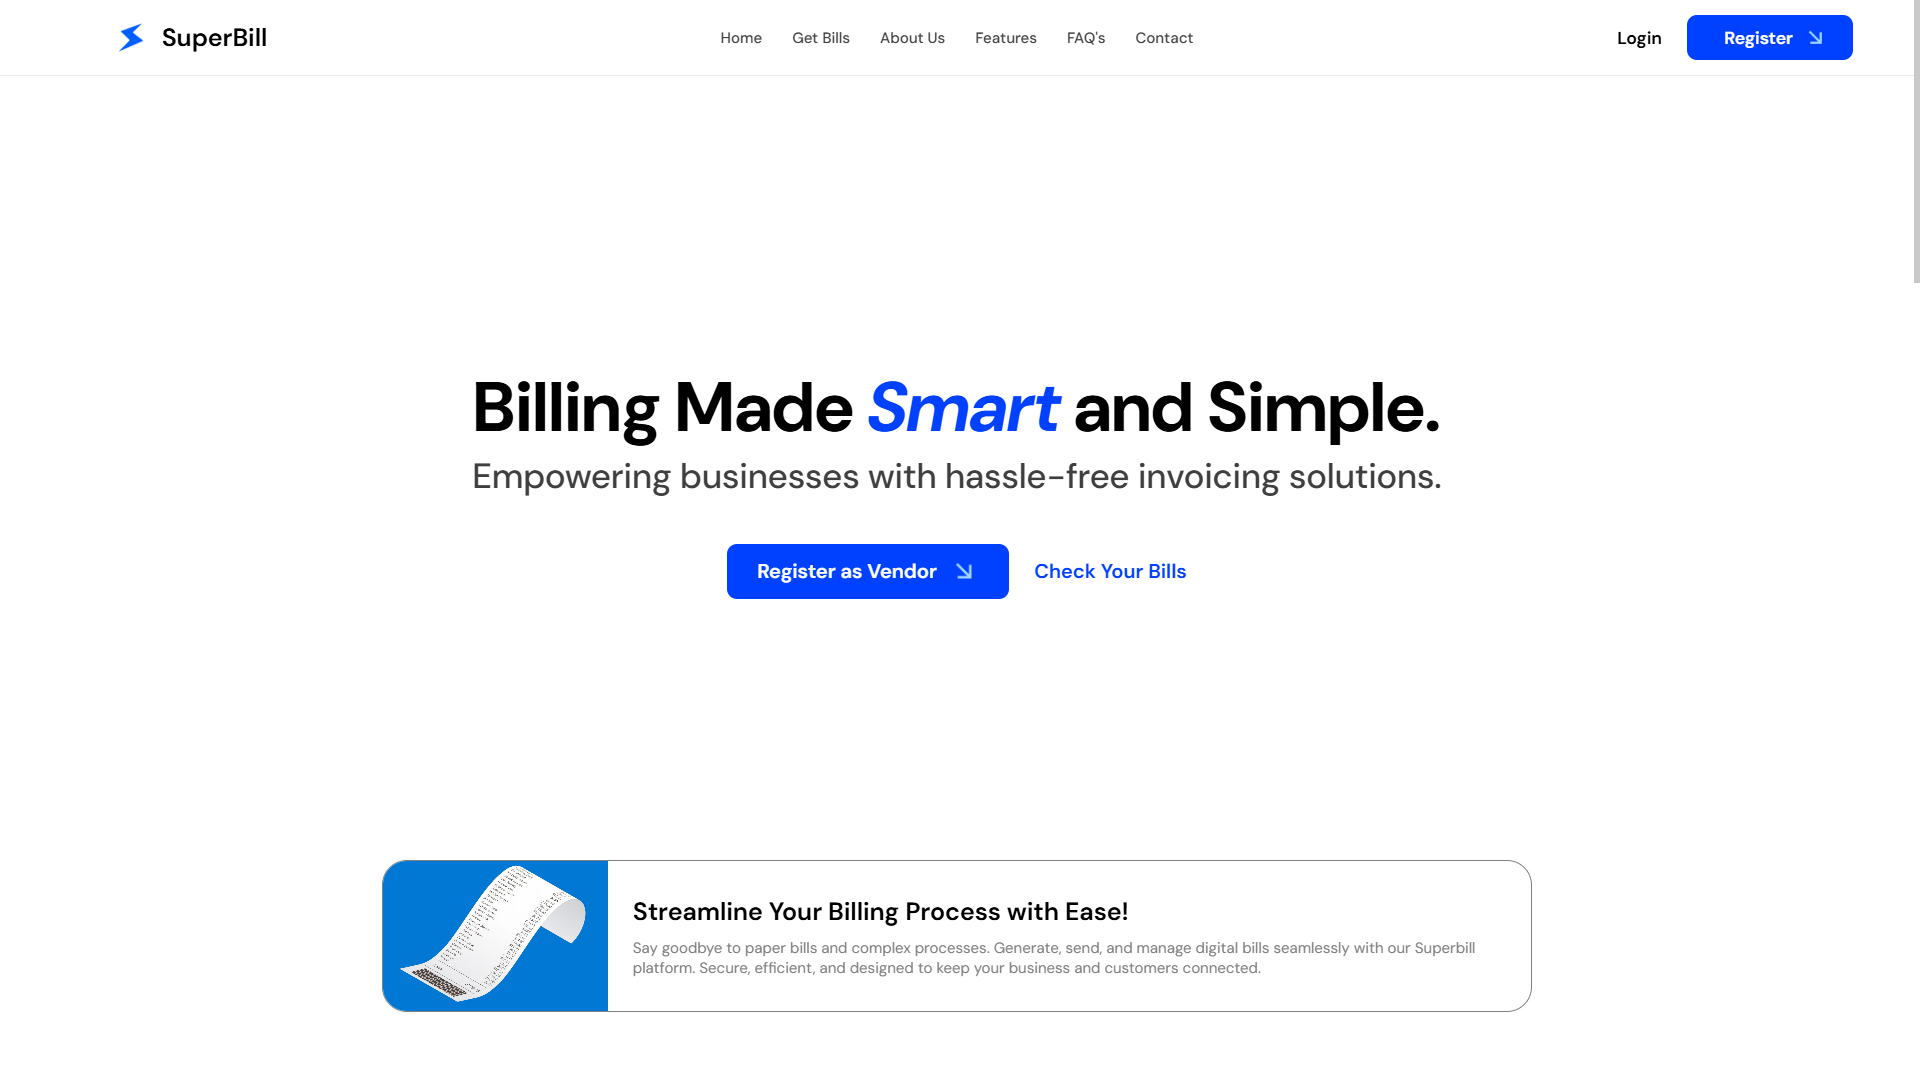 SuperBill
Home Get Bills About Us Features FAQ's Contact
Login Register
Billing Made Smart and Simple.
Empowering businesses with hassle-free invoicing solutions.
Register as Vendor Check Your Bills
Streamline Your Billing Process with Ease!
Say goodbye to paper bills and complex processes. Generate, send, and manage digital bills seamlessly with our Superbill
platform. Secure, efficient, and designed to keep your business and customers connected.